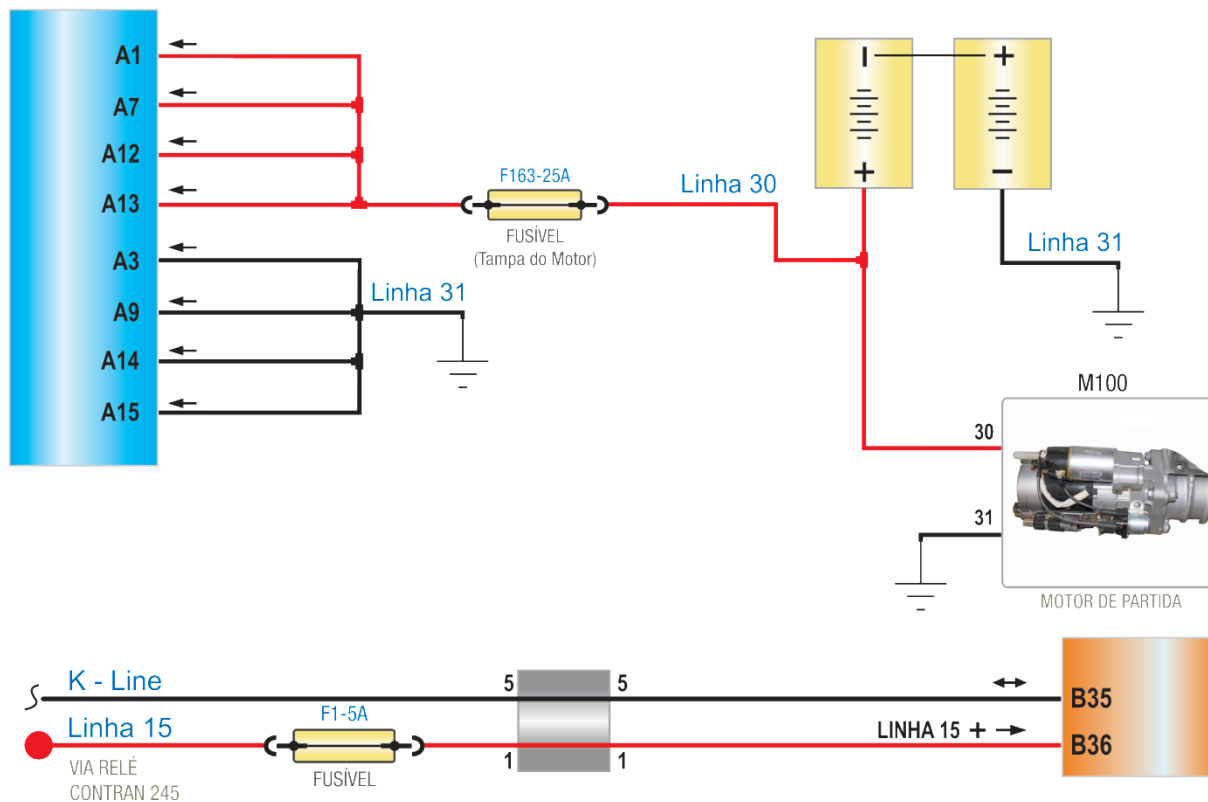 A1
A7
A12
A13
A3
A9
A14
A15
F163-25A
FUSÍVEL
(Tampa do Motor)
Linha 30
Linha 31
Linha 31
M100
30
31
MOTOR DE PARTIDA
K - Line
5
5
B35
Linha 15
F1-5A
FUSÍVEL
1
1
LINHA 15 +
B36
VIA RELÉ
CONTRAN 245